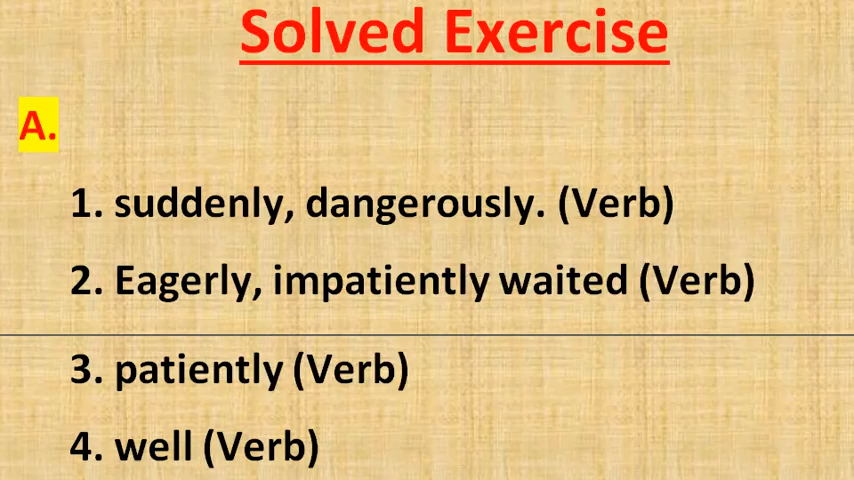 Solved Exercise
A.
1. suddenly, dangerously. (Verb)
2. Eagerly, impatiently waited (Verb)
3. patiently (Verb)
4. well (Verb)